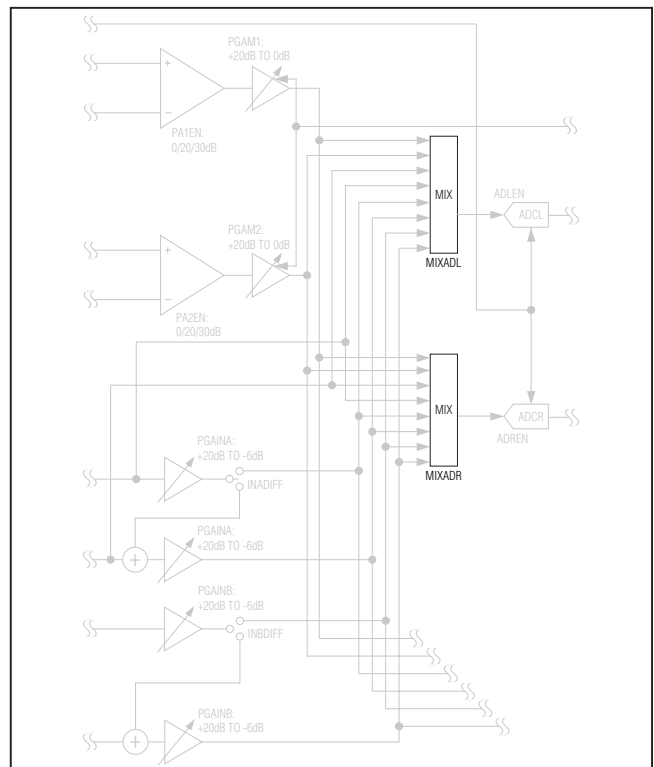 PGAM1:
+20dB TO 0dB
+
−
PA1EN:
0/20/30dB
MIX
ADLEN
ADCL
MIXADL
PGAM2:
+20dB TO 0dB
+
−
PA2EN:
0/20/30dB
MIX
ADCR
ADREN
MIXADR
PGAINA:
+20dB TO -6dB
INADIFF
PGAINA:
+20dB TO -6dB
+
PGAINB:
+20dB TO -6dB
INBDIFF
PGAINB:
+20dB TO -6dB
+